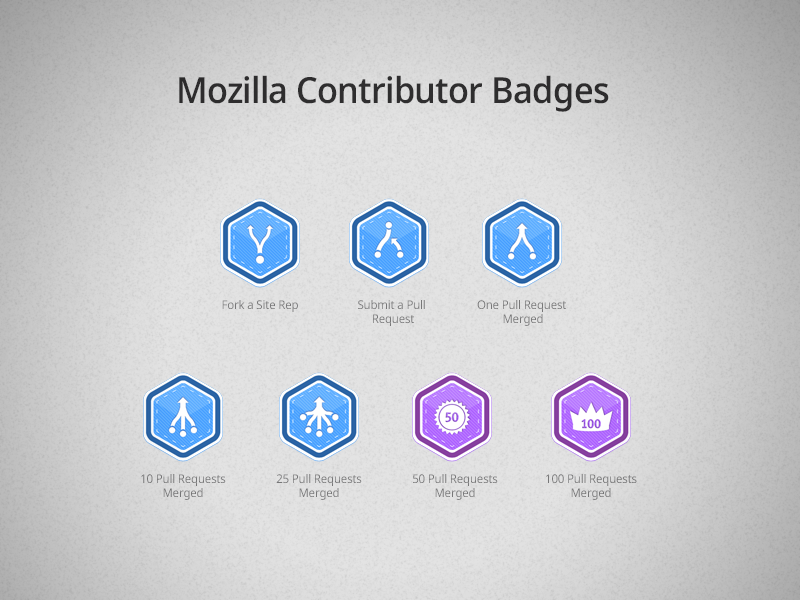 Mozilla Contributor Badges
Fork a Site Rep
Submit a Pull
Request
One Pull Request
Merged
50
100
10 Pull Requests
Merged
25 Pull Requests
Merged
50 Pull Requests
Merged
100 Pull Requests
Merged